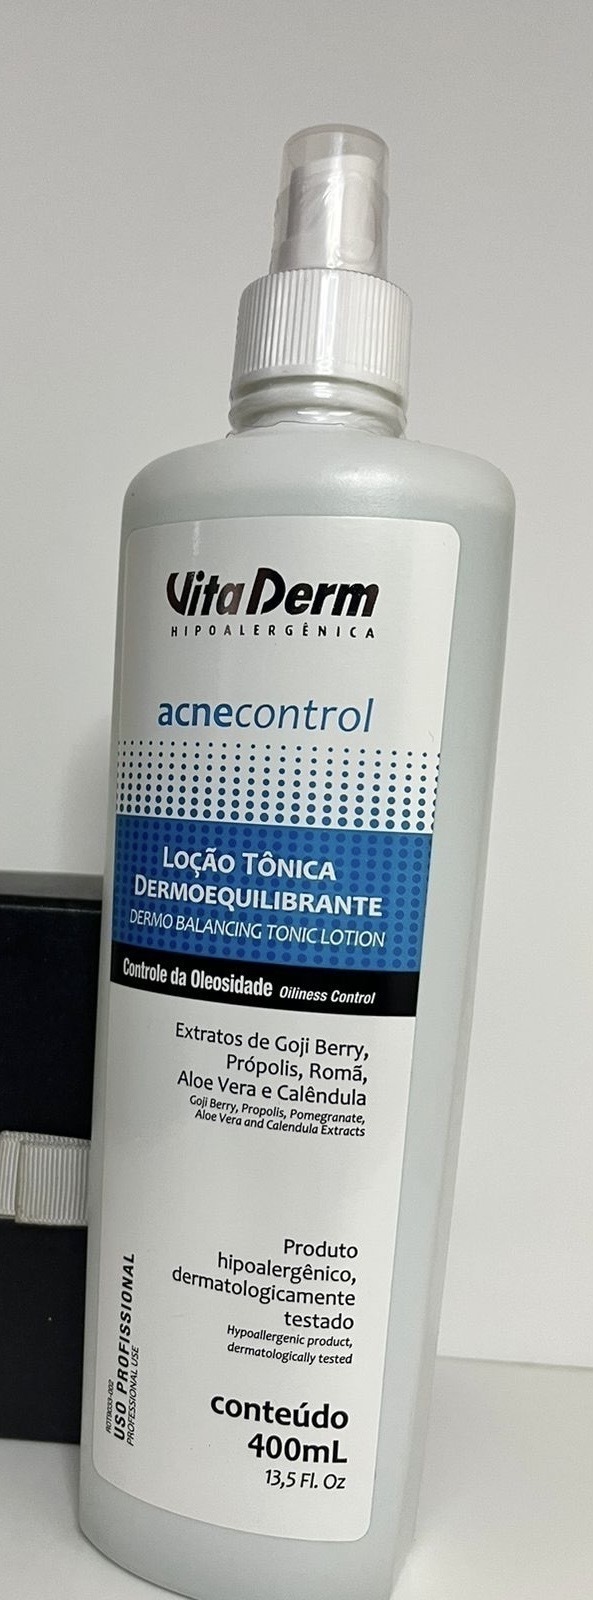 Vita Derm
HIPOALERGÊNICA
acnecontrol
LOÇÃO TÔNICA
DERMOEQUILIBRANTE
DERMO BALANCING TONIC LOTION
Controle da Oleosidade Oiliness Control
Extratos de Goji Berry,
Própolis, Romã,
Aloe Vera e Calêndula
Goji Berry, Propolis, Pomegranate,
Aloe Vera and Calendula Extracts
Produto
hipoalergênico,
dermatologicamente
testado
Hypoallergenic product,
dermatologically tested
conteúdo
400mL
13,5 Fl. Oz
USO PROFISSIONAL
PROFESSIONAL USE